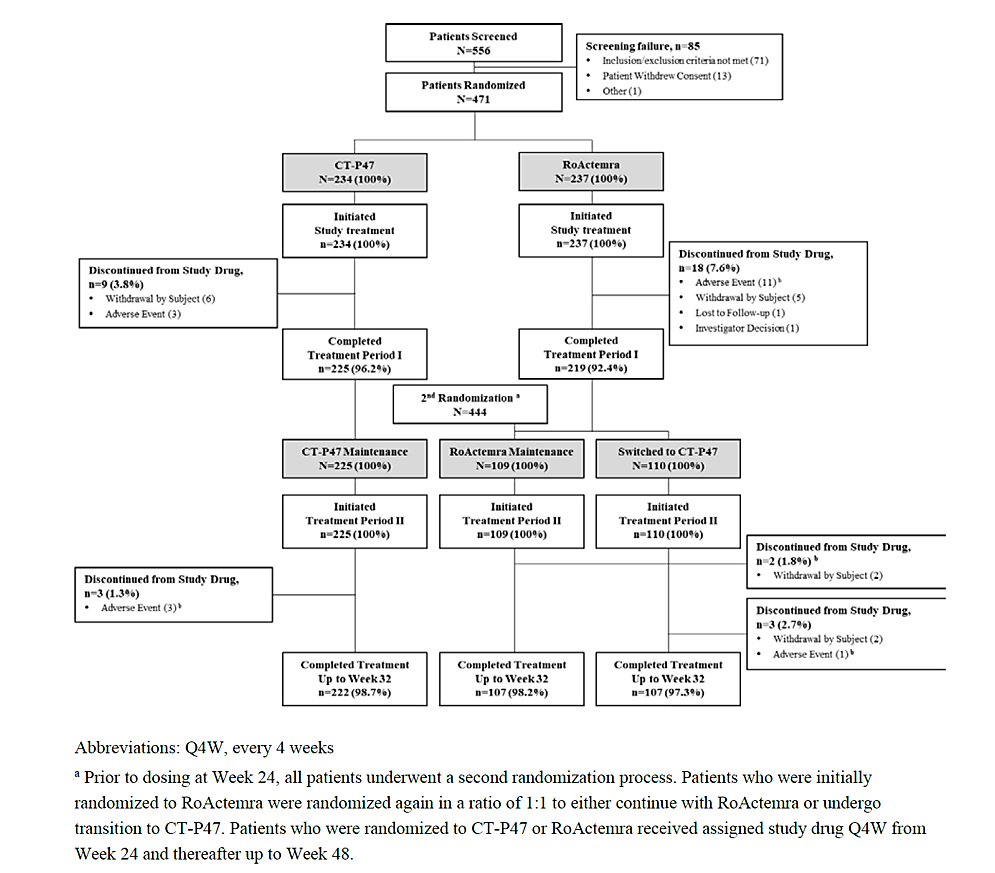 Patients Screened
N=556
Screening failure, n=85
• Inclusion/exclusion criteria not met (71)
• Patient Withdrew Consent (13)
• Other (1)
Patients Randomized
N=471
CT-P47
N=234 (100%)
RoActemra
N=237 (100%)
Initiated
Study treatment
n=234 (100%)
Initiated
Study treatment
n=237 (100%)
Discontinued from Study Drug,
n=9 (3.8%)
• Withdrawal by Subject (6)
• Adverse Event (3)
Discontinued from Study Drug,
n=18 (7.6%)
• Adverse Event (11) b
• Withdrawal by Subject (5)
• Lost to Follow-up (1)
• Investigator Decision (1)
Completed
Treatment Period I
n=225 (96.2%)
Completed
Treatment Period I
n=219 (92.4%)
2nd Randomization a
N=444
CT-P47 Maintenance
N=225 (100%)
RoActemra Maintenance
N=109 (100%)
Switched to CT-P47
N=110 (100%)
Initiated
Treatment Period II
n=225 (100%)
Initiated
Treatment Period II
n=109 (100%)
Initiated
Treatment Period II
n=110 (100%)
Discontinued from Study Drug,
n=2 (1.8%) b
• Withdrawal by Subject (2)
Discontinued from Study Drug,
n=3 (1.3%)
• Adverse Event (3) b
Discontinued from Study Drug,
n=3 (2.7%)
• Withdrawal by Subject (2)
• Adverse Event (1) b
Completed Treatment
Up to Week 32
n=222 (98.7%)
Completed Treatment
Up to Week 32
n=107 (98.2%)
Completed Treatment
Up to Week 32
n=107 (97.3%)
Abbreviations: Q4W, every 4 weeks
a Prior to dosing at Week 24, all patients underwent a second randomization process. Patients who were initially
randomized to RoActemra were randomized again in a ratio of 1:1 to either continue with RoActemra or undergo
transition to CT-P47. Patients who were randomized to CT-P47 or RoActemra received assigned study drug Q4W from
Week 24 and thereafter up to Week 48.